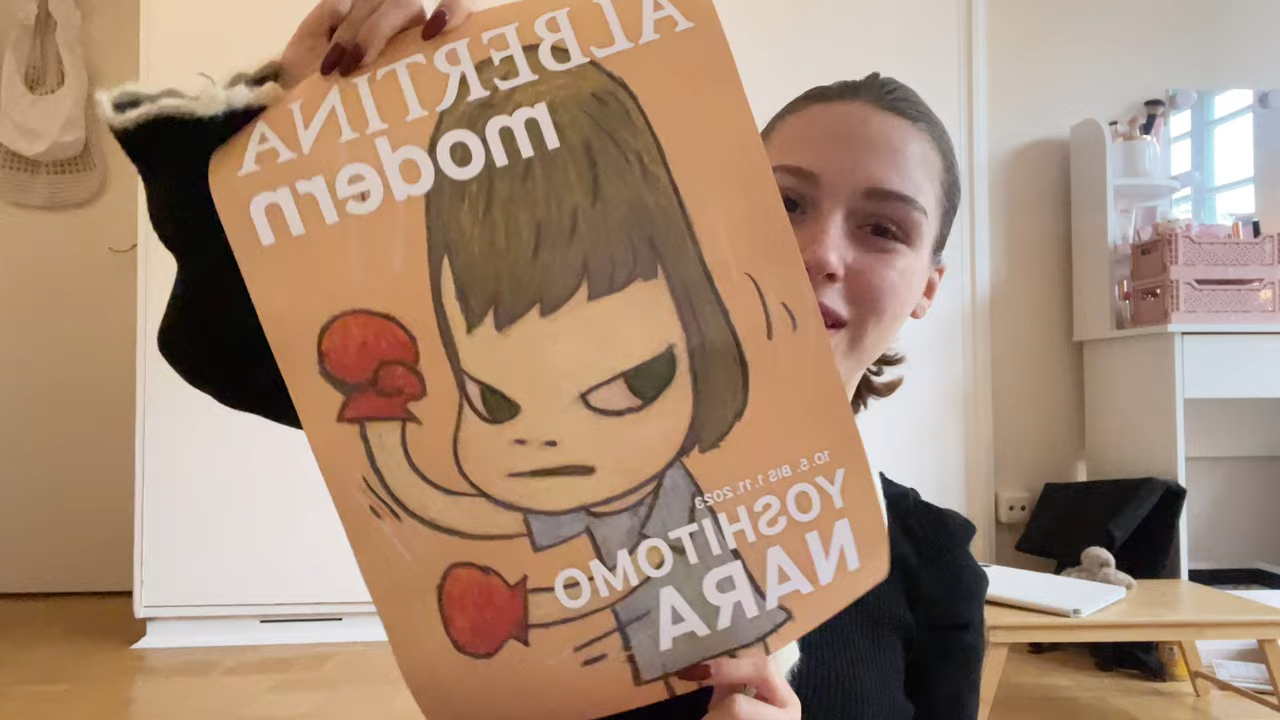 ALBERTINA
modern
10. 5. BIS 1. 11. 2023
YOSHITOMO
NARA